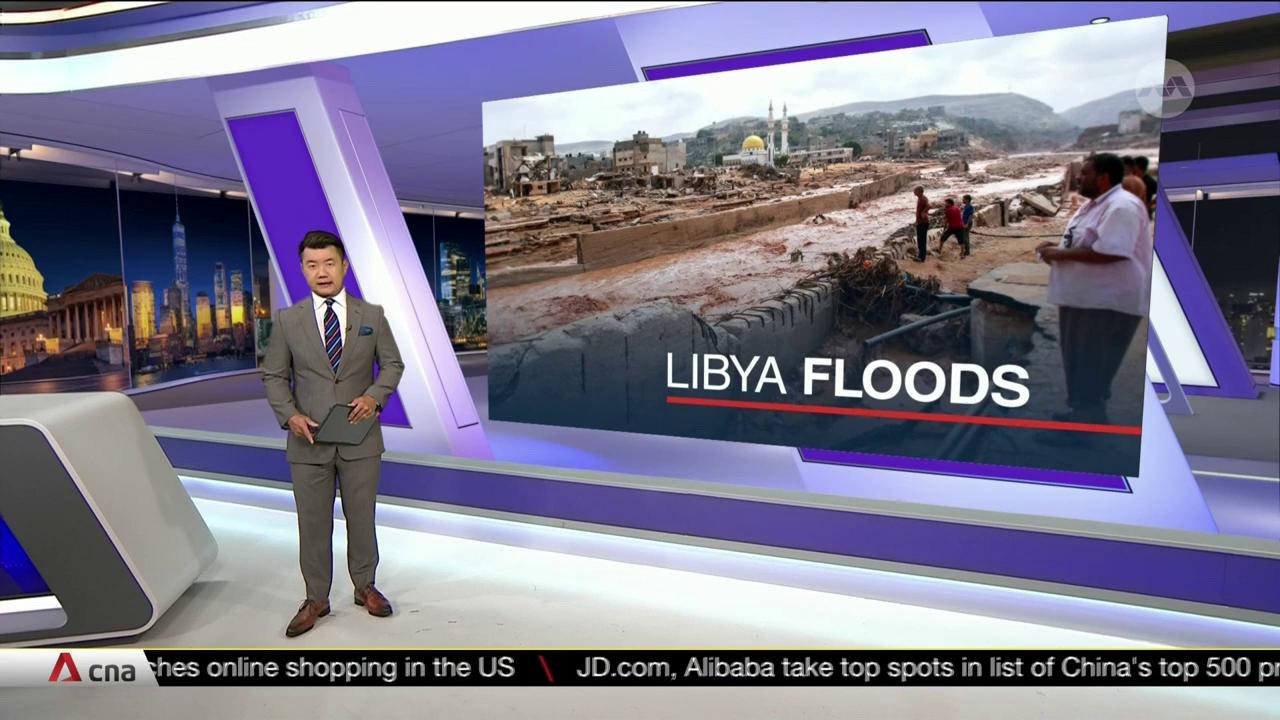 LIBYA FLOODS
cna
ches online shopping in the US \ JD.com, Alibaba take top spots in list of China's top 500 pr